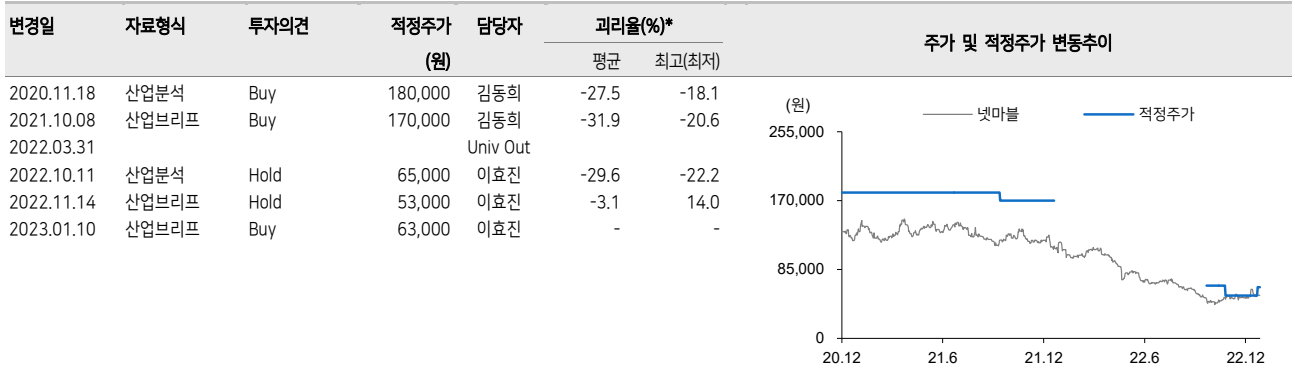 변경일 자료형식 투자의견 적정주가 담당자 괴리율(%)*
(원) 평균 최고(최저)
2020.11.18 산업분석 Buy 180,000 김동희 -27.5 -18.1
2021.10.08 산업브리프 Buy 170,000 김동희 -31.9 -20.6
2022.03.31 Univ Out
2022.10.11 산업분석 Hold 65,000 이효진 -29.6 -22.2
2022.11.14 산업브리프 Hold 53,000 이효진 -3.1 14.0
2023.01.10 산업브리프 Buy 63,000 이효진 - -
주가 및 적정주가 변동추이
(원)
넷마블 적정주가
255,000
170,000
85,000
0
20.12 21.6 21.12 22.6 22.12